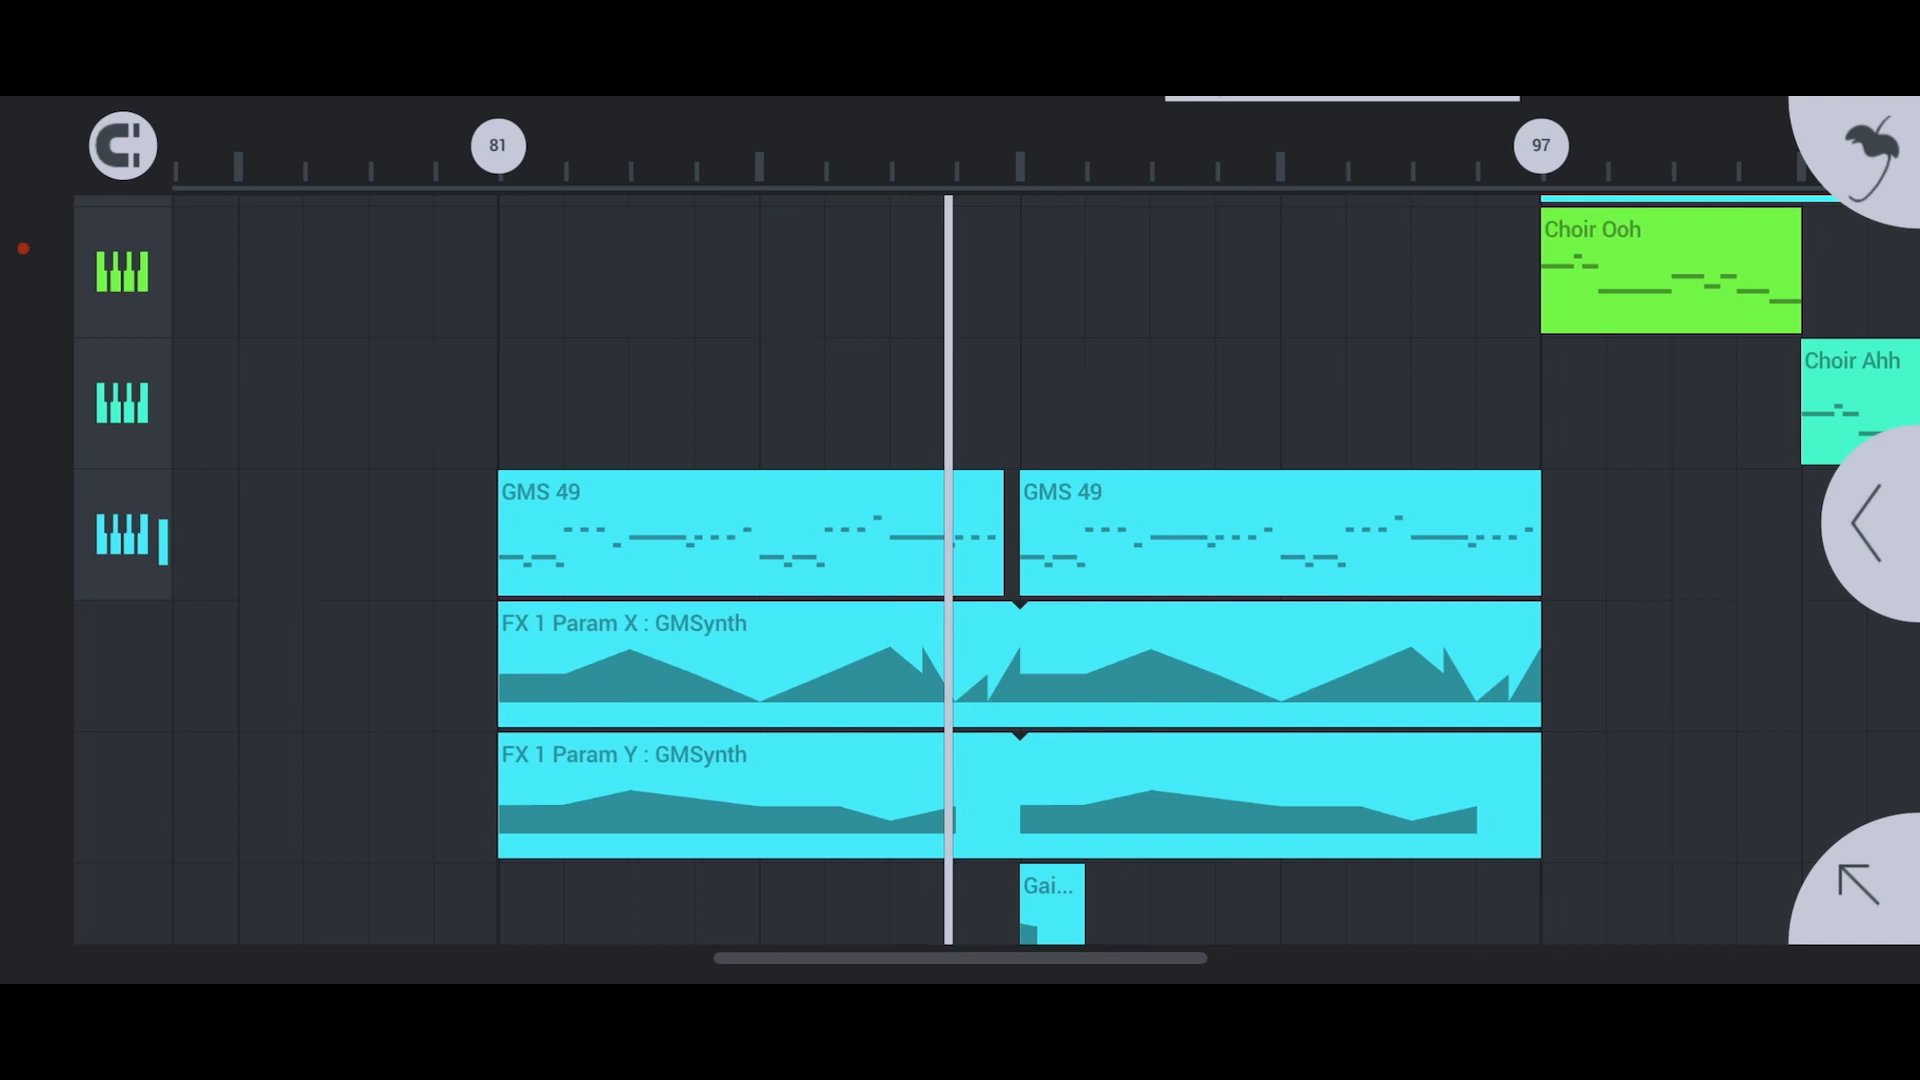 81
97
Choir Ooh
Choir Ahh
GMS 49
GMS 49
FX 1 Param X : GMSynth
FX 1 Param Y : GMSynth
Gai...